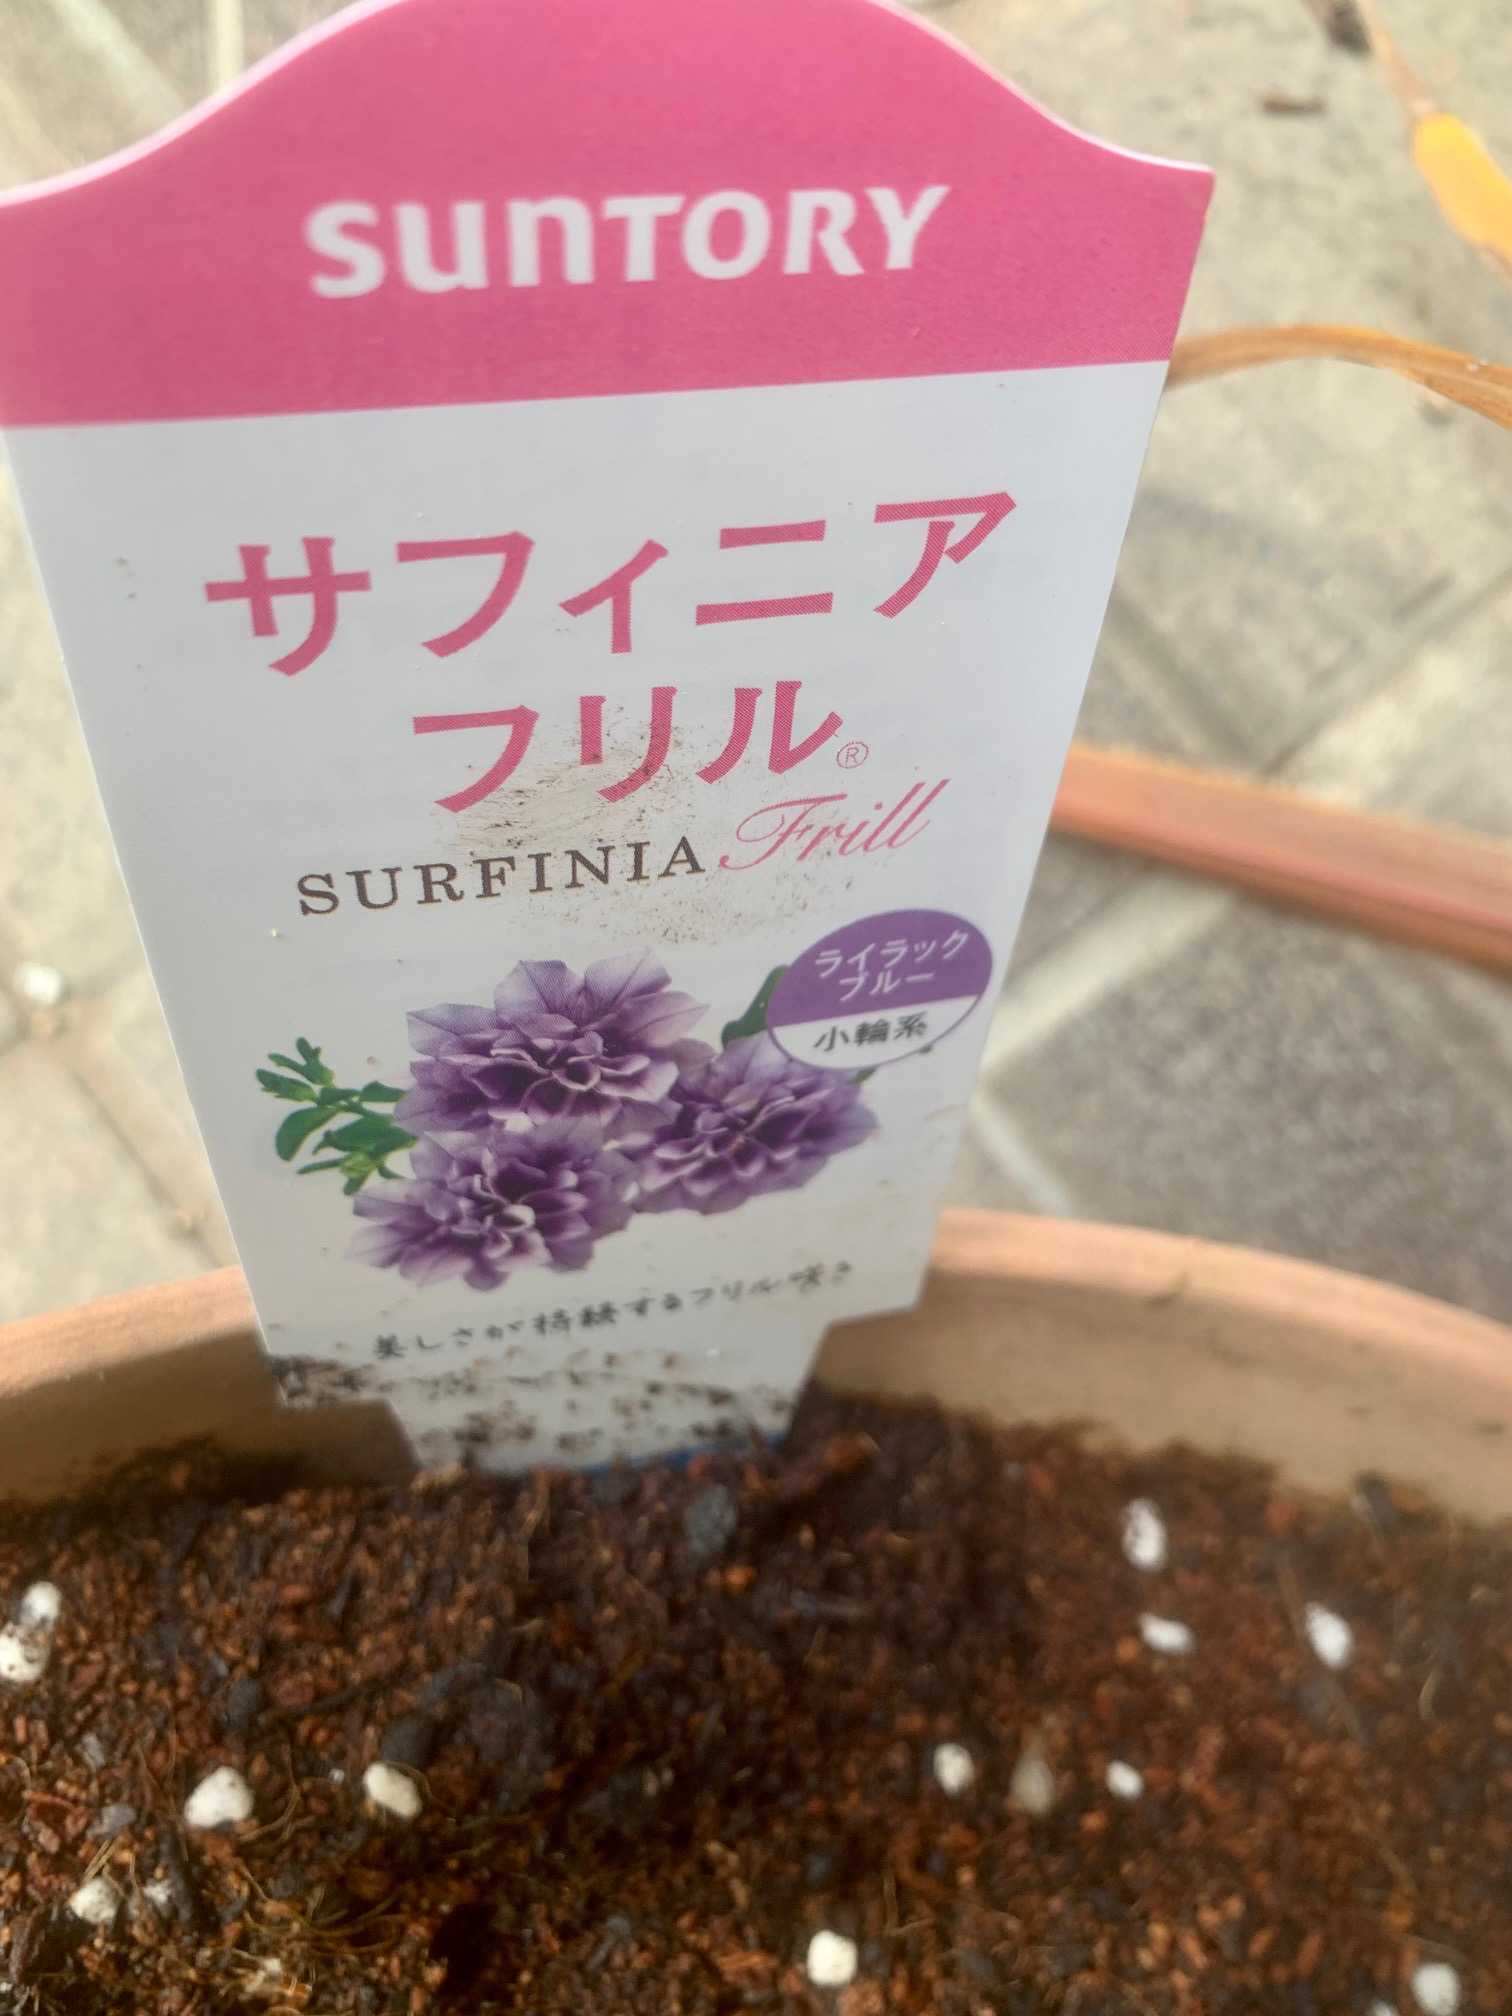 SUNTORY
サフィニア
フリル®
SURFINIA Frill
ライラック
ブルー
小輪系
美しさが持続するフリル咲き